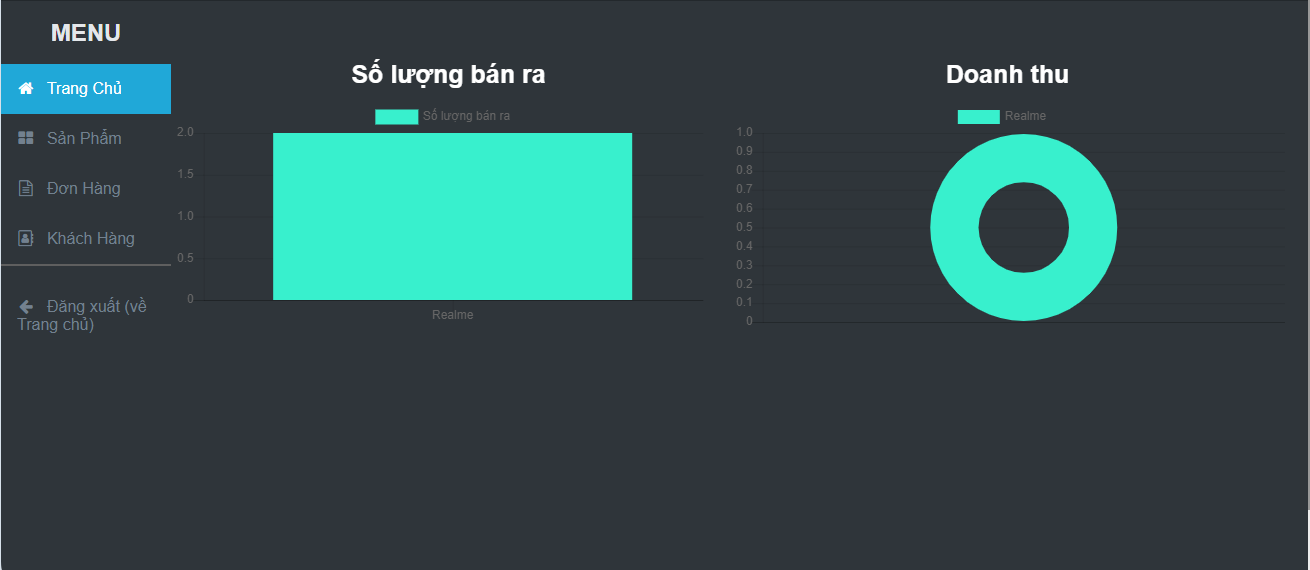 MENU
Trang Chủ
Sản Phẩm
Đơn Hàng
Khách Hàng
Đăng xuất (về
Trang chủ)
Số lượng bán ra
Số lượng bán ra
2.0
1.5
1.0
0.5
0
Realme
Doanh thu
Realme
1.0
0.9
0.8
0.7
0.6
0.5
0.4
0.3
0.2
0.1
0